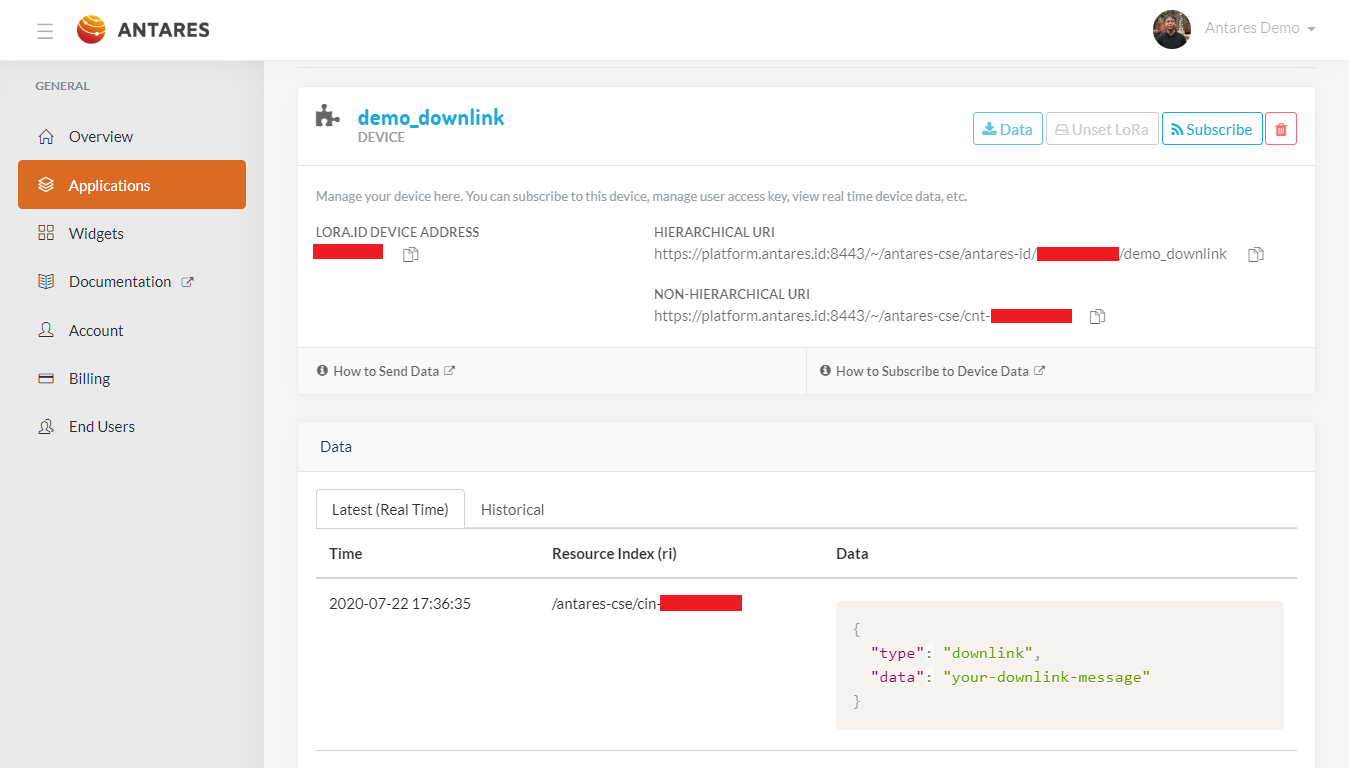 ANTARES
Antares Demo
GENERAL
Overview
Applications
Widgets
Documentation
Account
Billing
End Users
demo_downlink
DEVICE
Data
Unset LoRa
Subscribe
Manage your device here. You can subscribe to this device, manage user access key, view real time device data, etc.
LORA.ID DEVICE ADDRESS
HIERARCHICAL URI
https://platform.antares.id:8443/~/antares-cse/antares-id/ /demo_downlink
NON-HIERARCHICAL URI
https://platform.antares.id:8443/~/antares-cse/cnt-
How to Send Data
How to Subscribe to Device Data
Data
Latest (Real Time) Historical
Time Resource Index (ri) Data
2020-07-22 17:36:35 /antares-cse/cin-
{
"type": "downlink",
"data": "your-downlink-message"
}